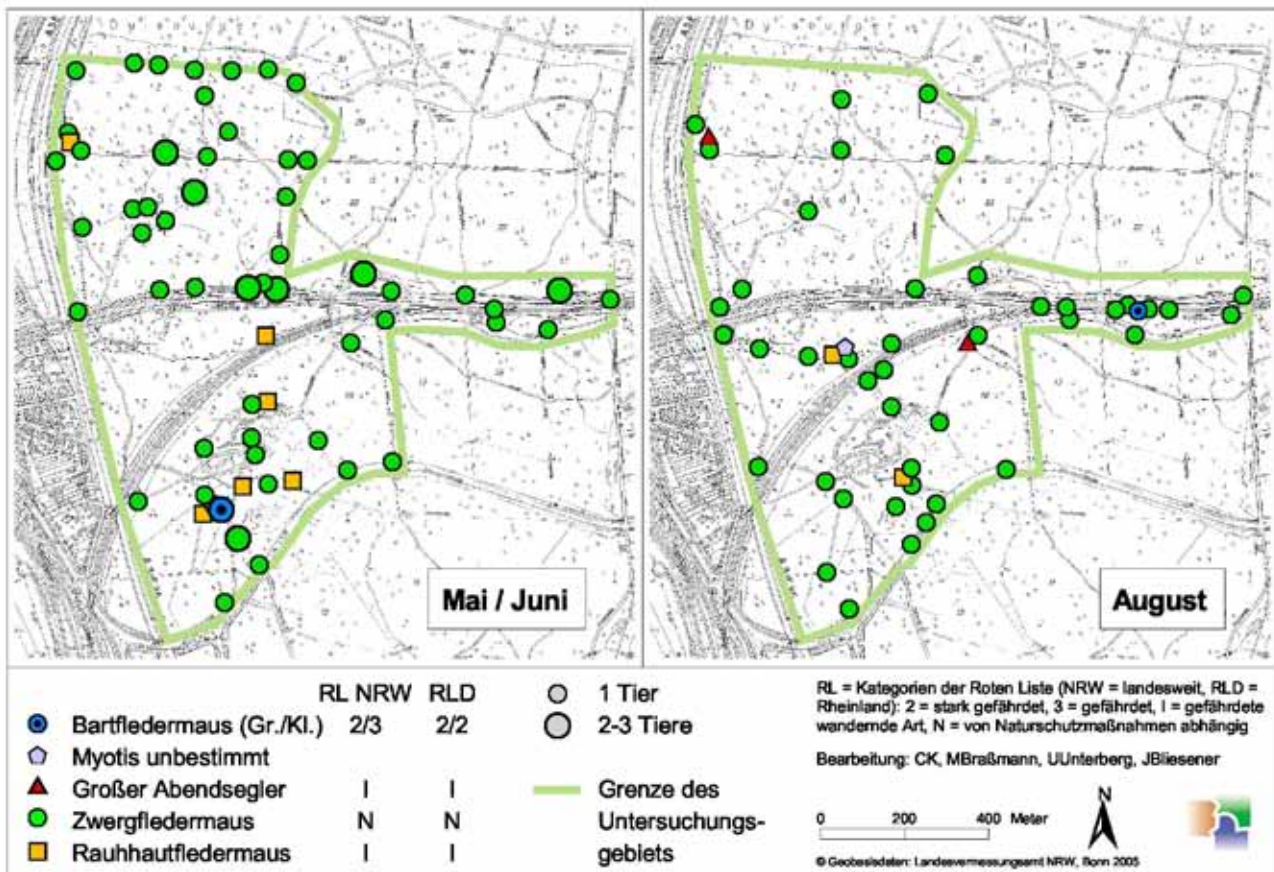 Mai / Juni
August
RL NRW RLD
Bartfledermaus (Gr./Kl.) 2/3 2/2
Myotis unbestimmt
Großer Abendsegler I I
Zwergfledermaus N N
Rauhhautfledermaus I I
1 Tier
2-3 Tiere
Grenze des
Untersuchungs-
gebiets
RL = Kategorien der Roten Liste (NRW = landesweit, RLD =
Rheinland): 2 = stark gefährdet, 3 = gefährdet, I = gefährdete
wandernde Art, N = von Naturschutzmaßnahmen abhängig
Bearbeitung: CK, MBraßmann, UUnterberg, JBliesener
0 200 400 Meter
N
© Geobasisdaten: Landesvermessungsamt NRW, Bonn 2005